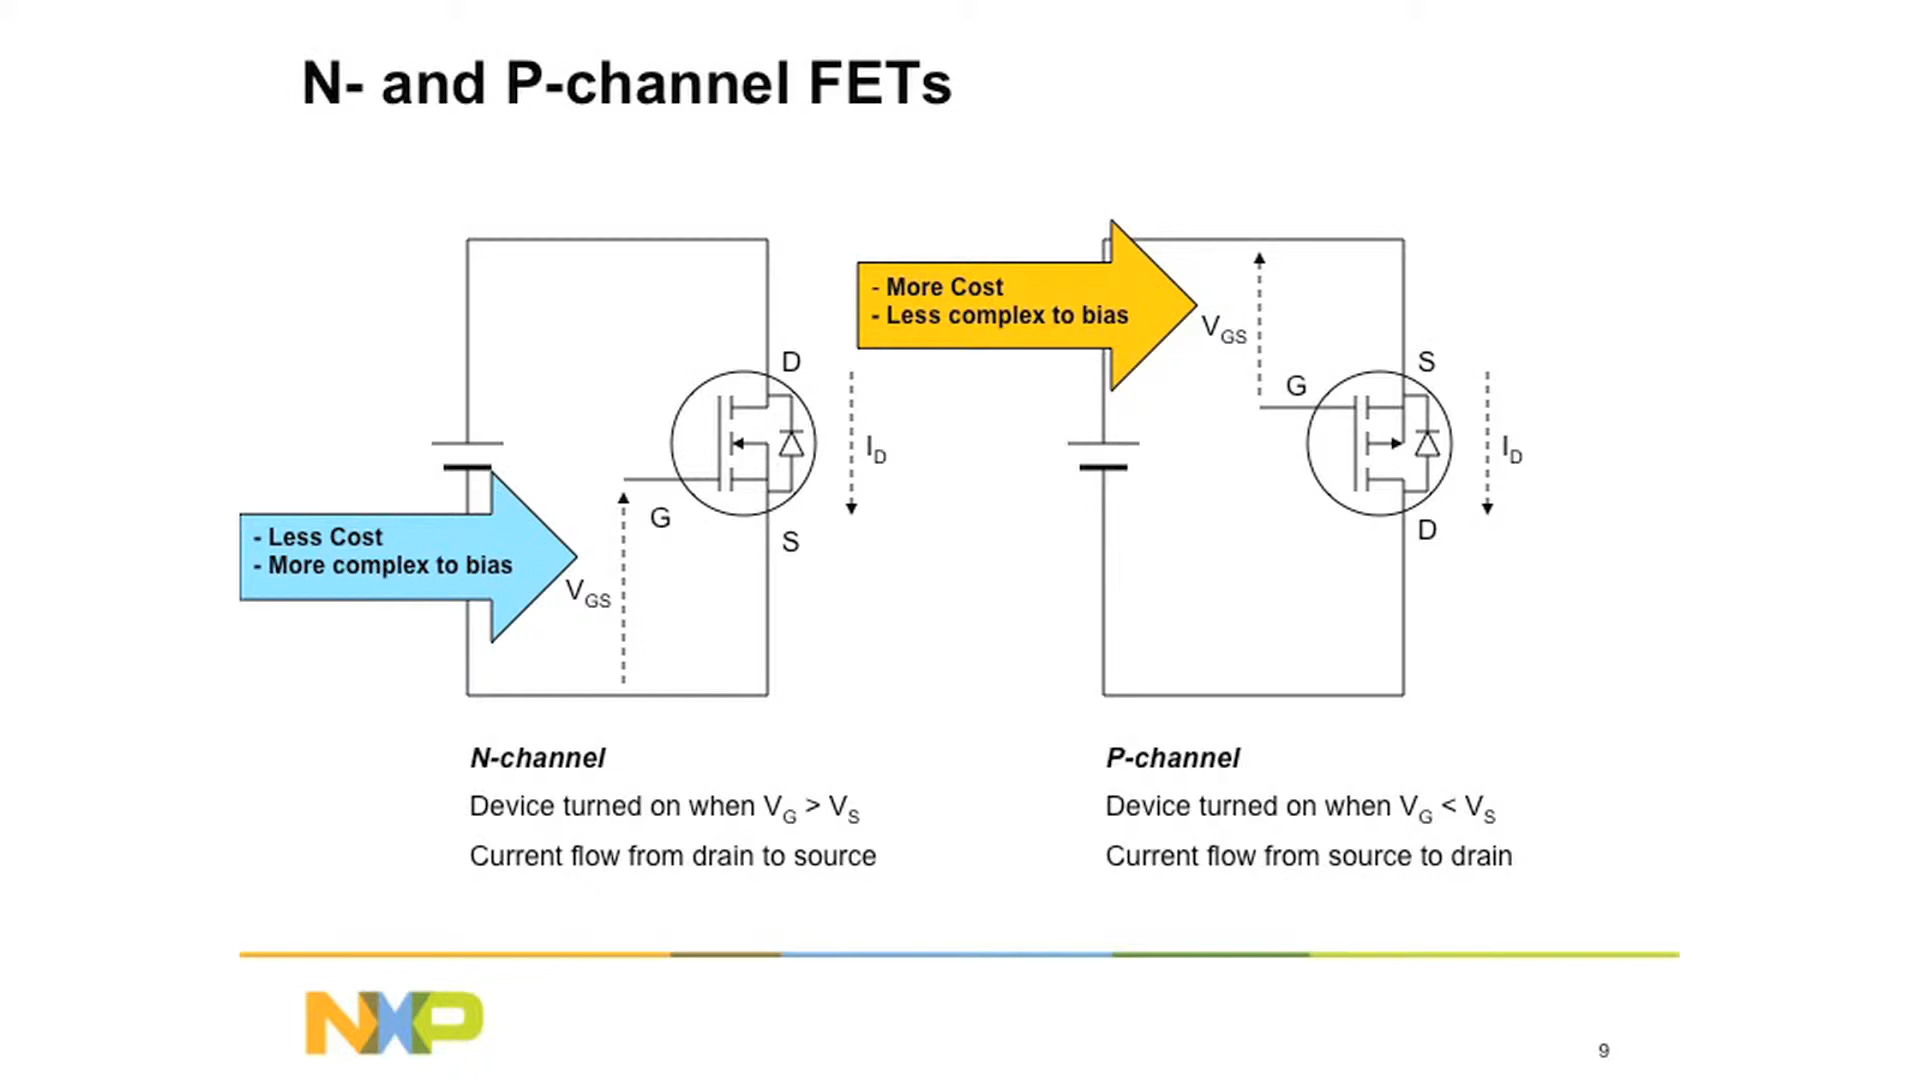 N- and P-channel FETs
- More Cost
- Less complex to bias
VGS
D
S
G
ID
ID
G
S
D
- Less Cost
- More complex to bias
VGS
N-channel
Device turned on when VG > VS
Current flow from drain to source
P-channel
Device turned on when VG < VS
Current flow from source to drain
NXP
9